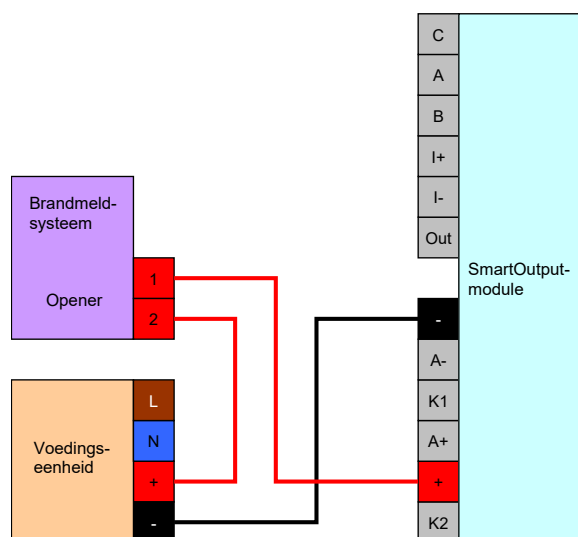 C
A
B
I+
I-
Out
Brandmeld-
systeem
Opener
1
2
SmartOutput-
module
-
A-
K1
A+
+
K2
Voedings-
eenheid
L
N
+
-